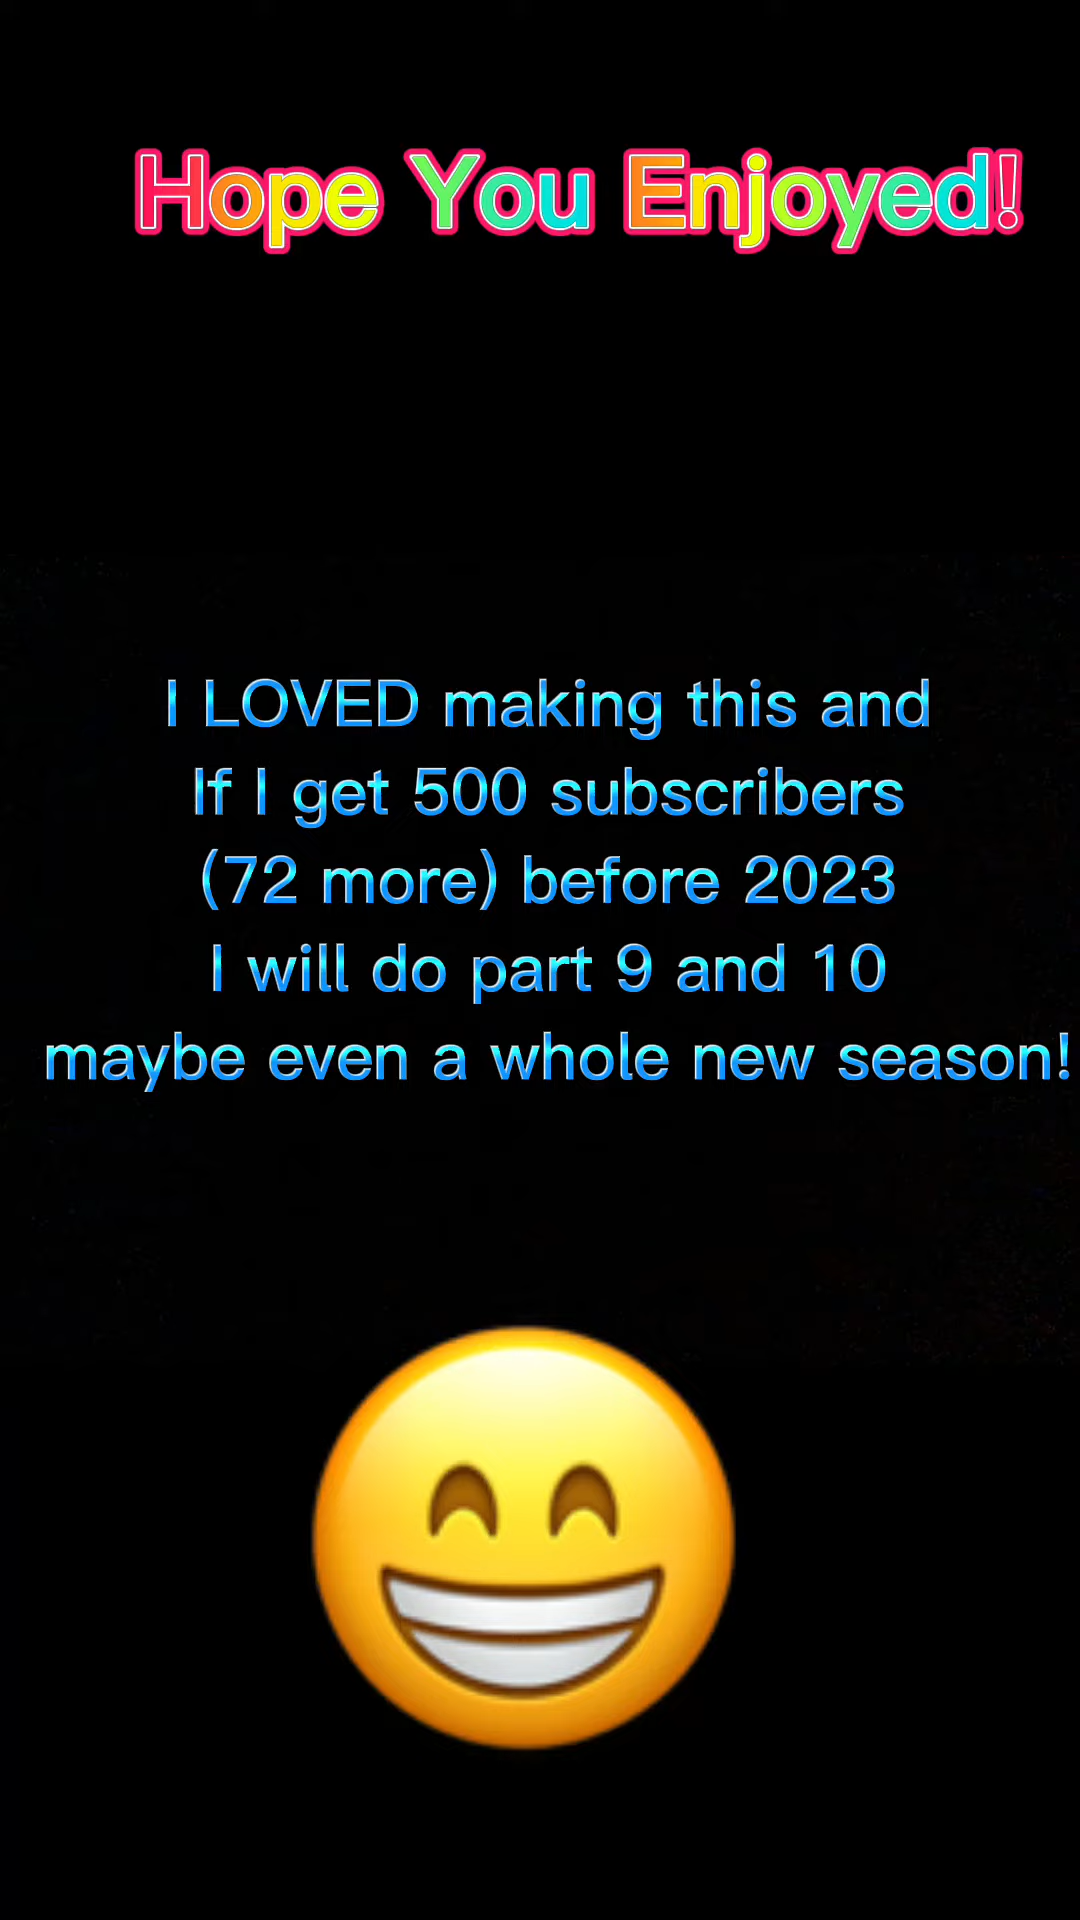 Hope You Enjoyed!
I LOVED making this and
If I get 500 subscribers
(72 more) before 2023
I will do part 9 and 10
maybe even a whole new season!